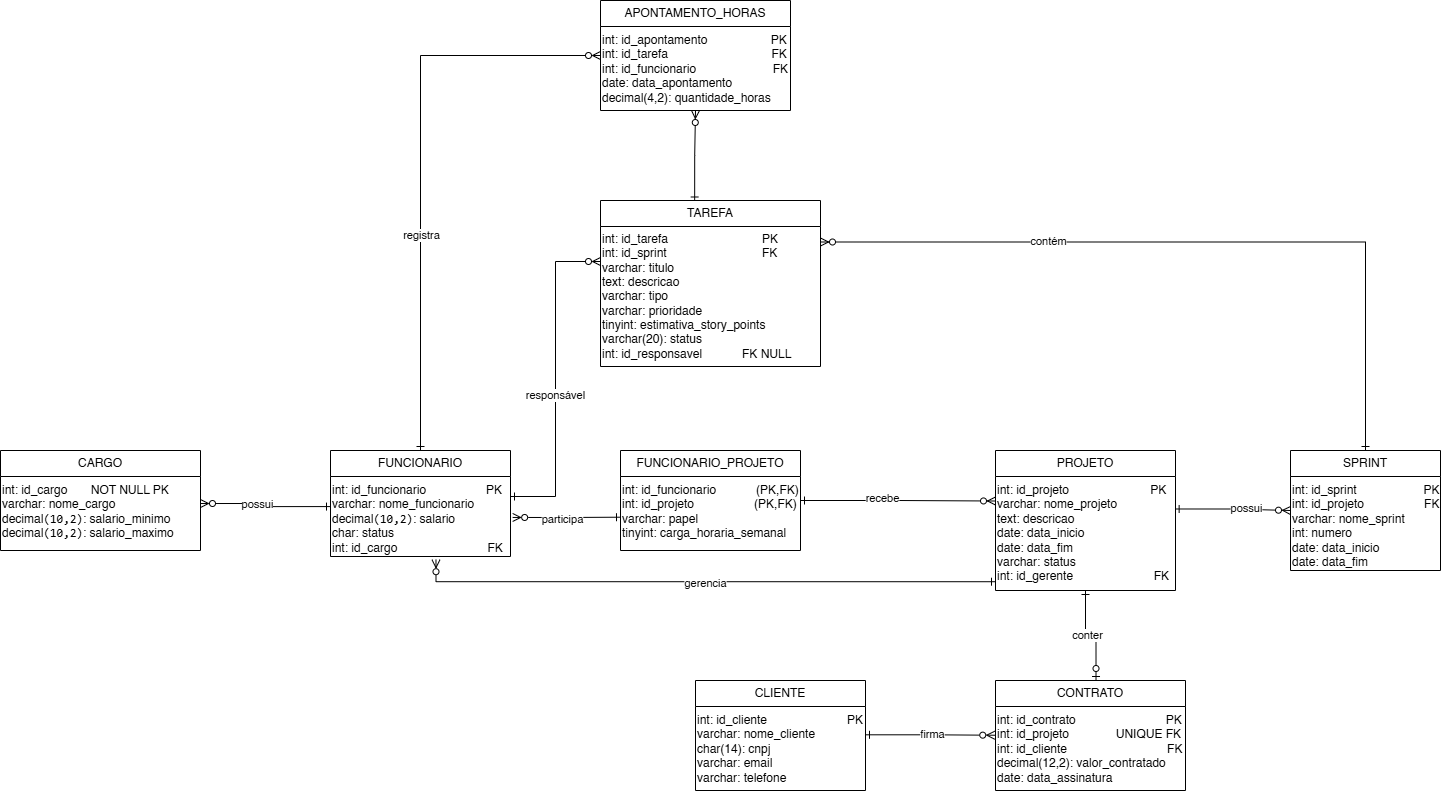 APONTAMENTO_HORAS
int: id_apontamento PK
int: id_tarefa FK
int: id_funcionario FK
date: data_apontamento
decimal(4,2): quantidade_horas
registra
TAREFA
int: id_tarefa PK
int: id_sprint FK
varchar: titulo
text: descricao
varchar: tipo
varchar: prioridade
tinyint: estimativa_story_points
varchar(20): status
int: id_responsavel FK NULL
contém
responsável
CARGO
int: id_cargo NOT NULL PK
varchar: nome_cargo
decimal(10,2): salario_minimo
decimal(10,2): salario_maximo
possui
FUNCIONARIO
int: id_funcionario PK
varchar: nome_funcionario
decimal(10,2): salario
char: status
int: id_cargo FK
participa
FUNCIONARIO_PROJETO
int: id_funcionario (PK,FK)
int: id_projeto (PK,FK)
varchar: papel
tinyint: carga_horaria_semanal
recebe
PROJETO
int: id_projeto PK
varchar: nome_projeto
text: descricao
date: data_inicio
date: data_fim
varchar: status
int: id_gerente FK
possui
SPRINT
int: id_sprint PK
int: id_projeto FK
varchar: nome_sprint
int: numero
date: data_inicio
date: data_fim
gerencia
conter
CLIENTE
int: id_cliente PK
varchar: nome_cliente
char(14): cnpj
varchar: email
varchar: telefone
firma
CONTRATO
int: id_contrato PK
int: id_projeto UNIQUE FK
int: id_cliente FK
decimal(12,2): valor_contratado
date: data_assinatura